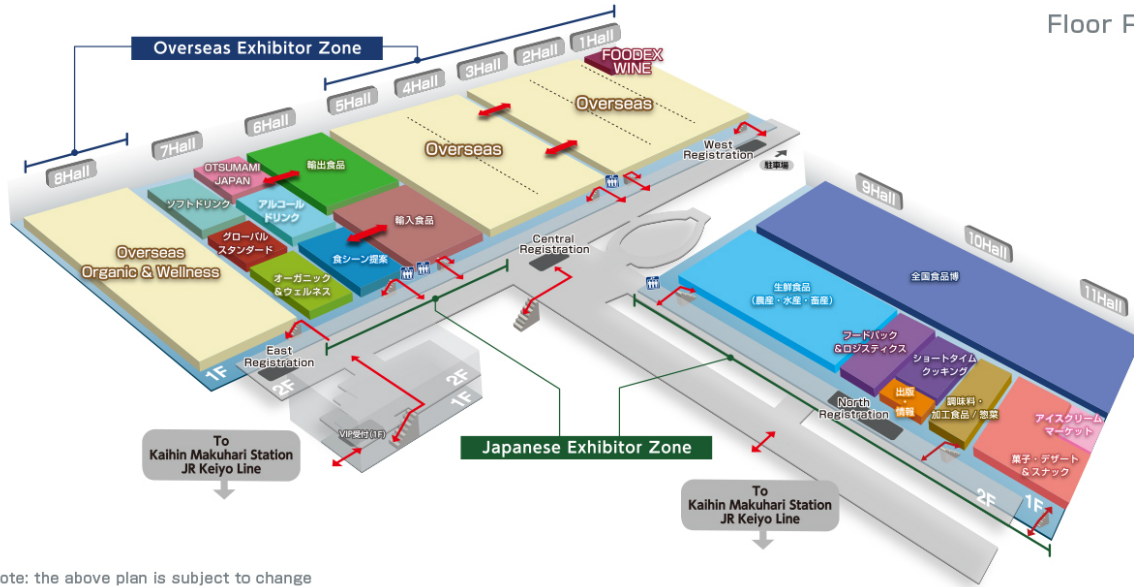 Floor
Overseas Exhibitor Zone
1Hall
2Hall
3Hall
4Hall
5Hall
6Hall
7Hall
8Hall
FOODEX
WINE
Overseas
Overseas
West
Registration
駐車場
OTSUMAMI
JAPAN
輸出食品
ソフトドリンク
アルコール
ドリンク
輸入食品
グローバル
スタンダード
食シーン提案
オーガニック
&ウェルネス
Overseas
Organic & Wellness
Central
Registration
East
Registration
1F
2F
2F
1F
VIP受付(1F)
9Hall
10Hall
11Hall
全国食品博
生鮮食品
(農産・水産・畜産)
フードパック
&ロジスティクス
ショートタイム
クッキング
出版
・
情報
North
Registration
調味料・
加工食品/惣菜
アイスクリーム
マーケット
菓子・デザート
&スナック
2F
1F
Japanese Exhibitor Zone
To
Kaihin Makuhari Station
JR Keiyo Line
To
Kaihin Makuhari Station
JR Keiyo Line
ote: the above plan is subject to change